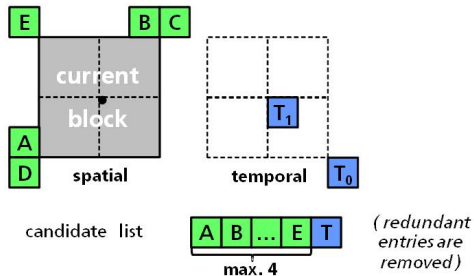 E
B C
current
block
A
D
spatial
T1
T0
temporal
candidate list
A B ... E T
max. 4
( redundant
entries are
removed )